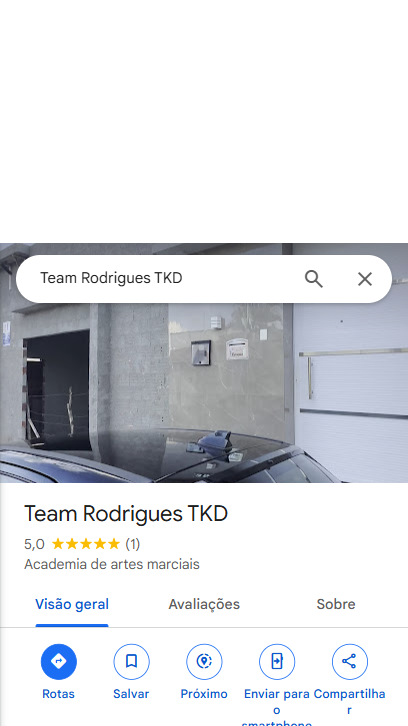 Team Rodrigues TKD
Team Rodrigues TKD
5,0 (1)
Academia de artes marciais
Visão geral Avaliações Sobre
Rotas Salvar Próximo Enviar para Compartilha
o r
smartphone